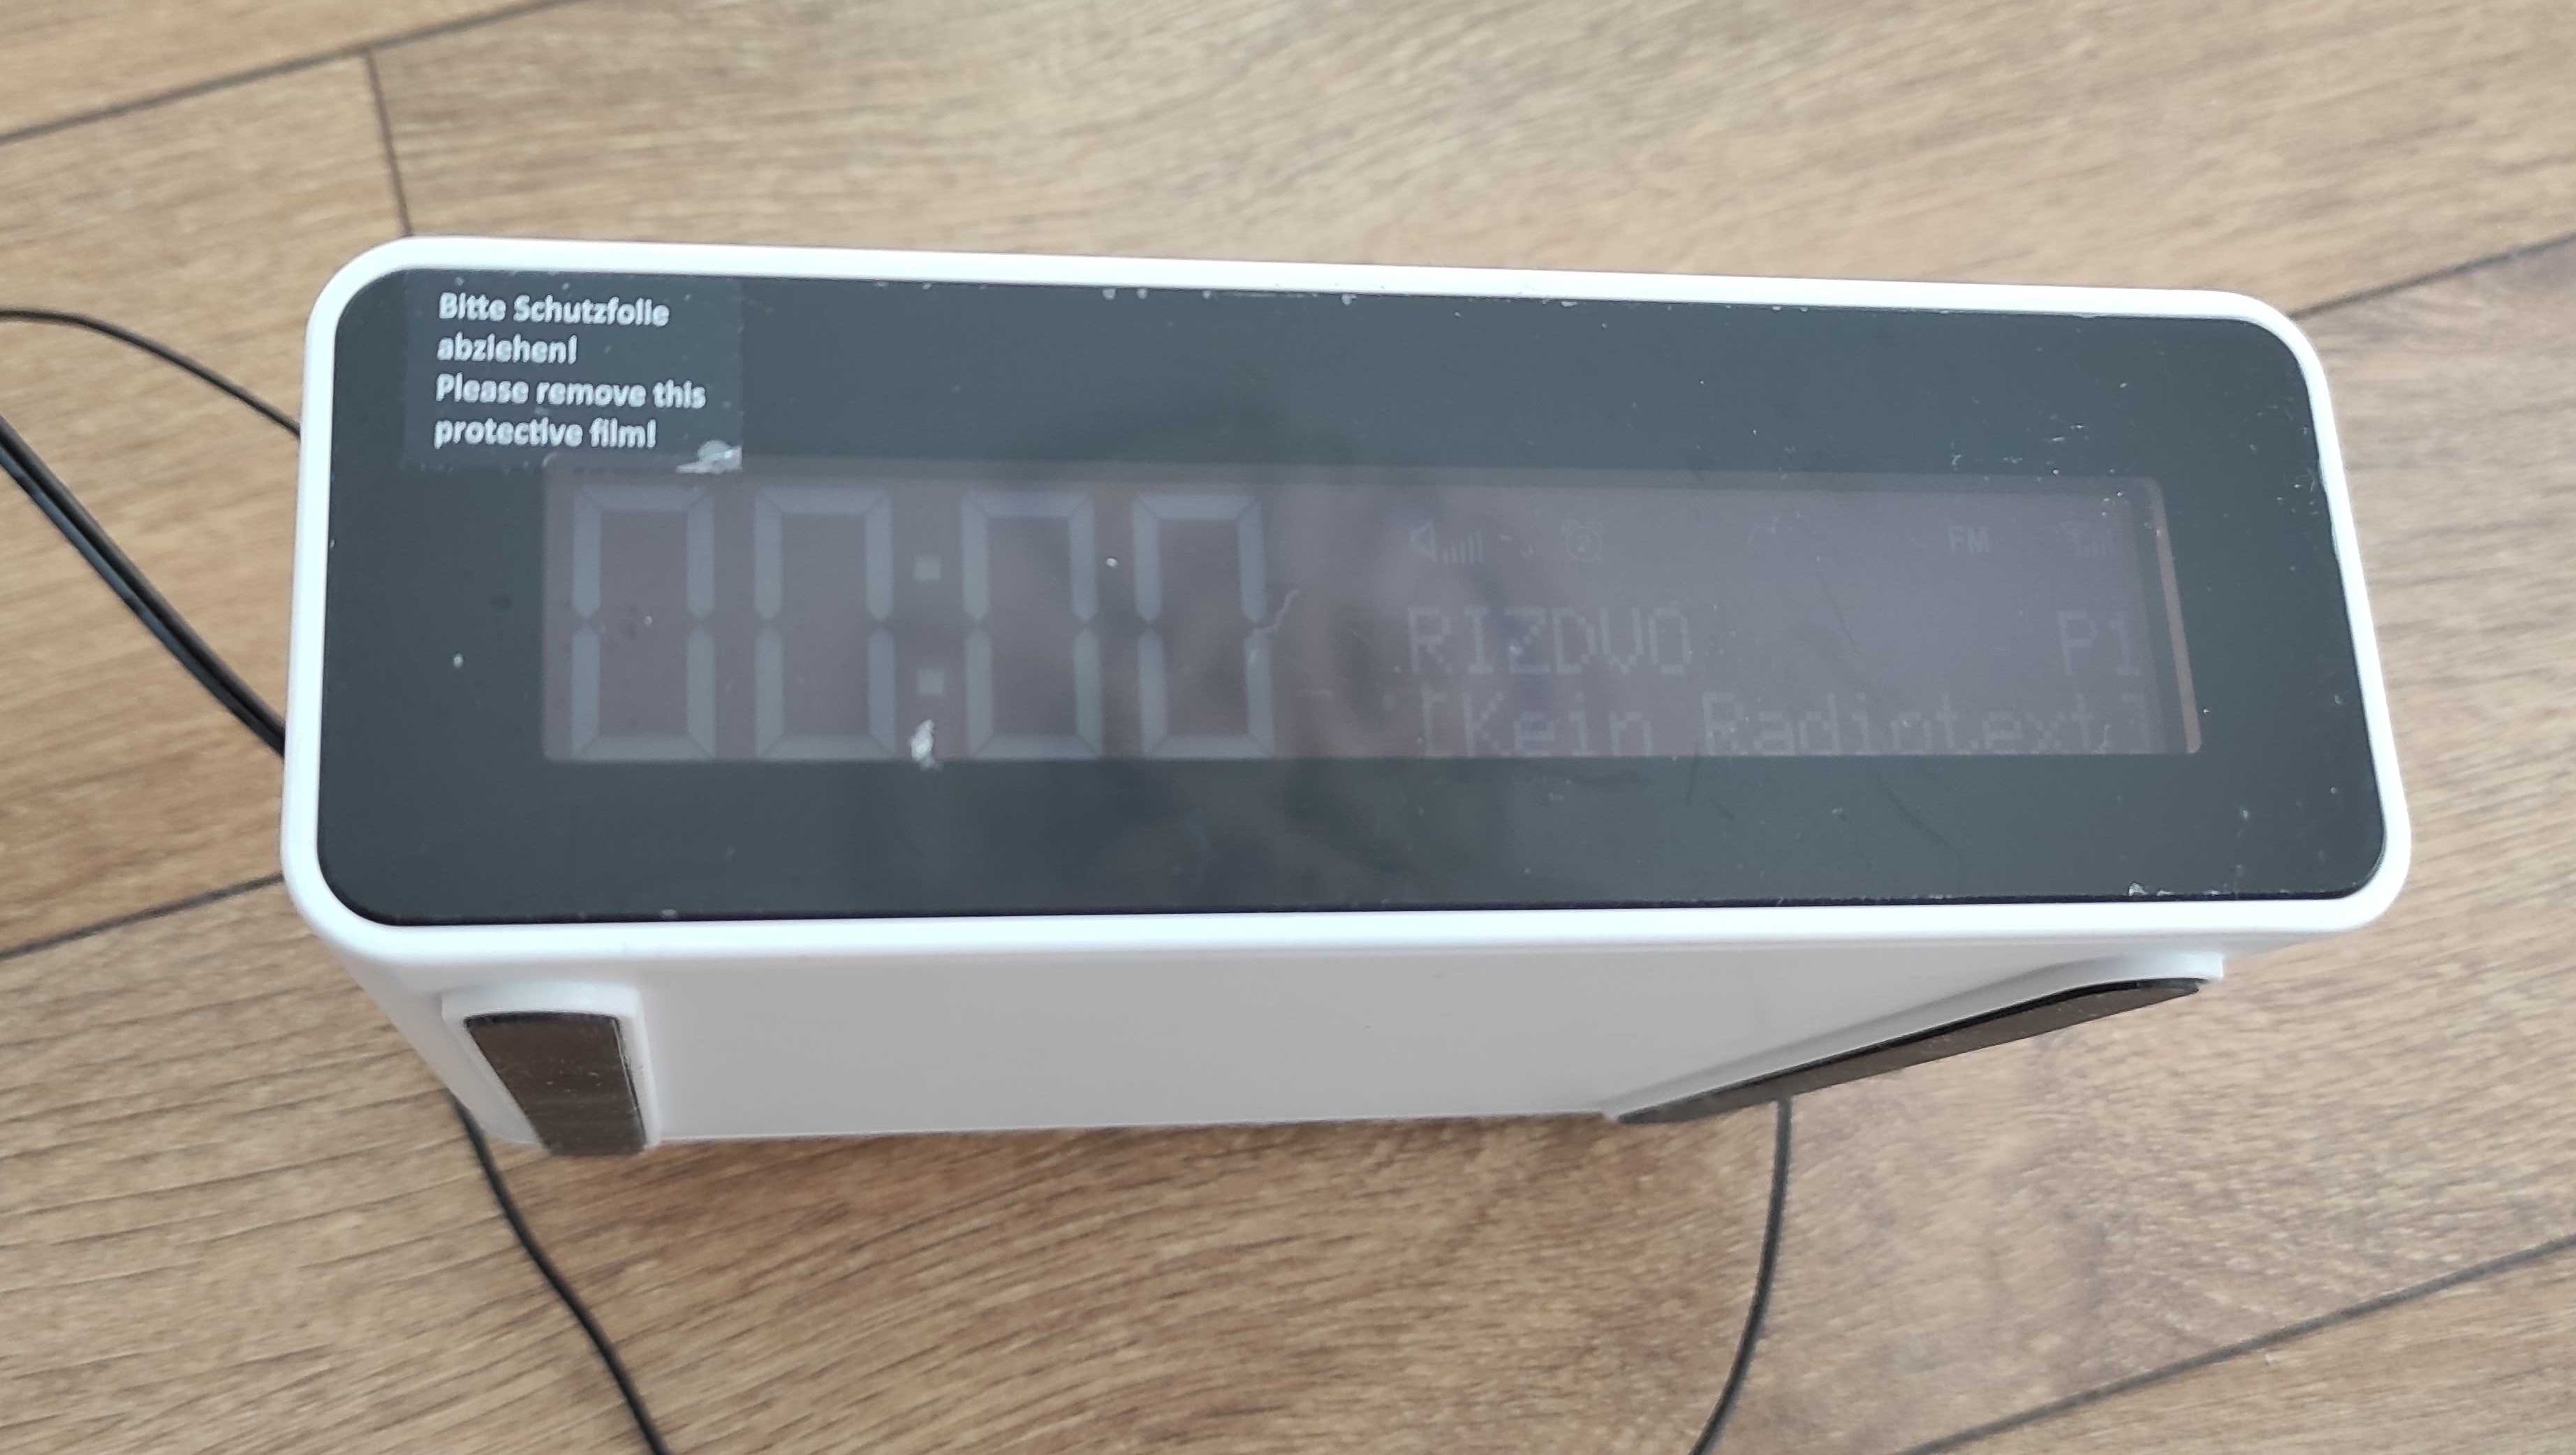 Bitte Schutzfolie
abziehen!
Please remove this
protective film!
00:00
FM
RIZDVO P1
[Kein Radiotext]